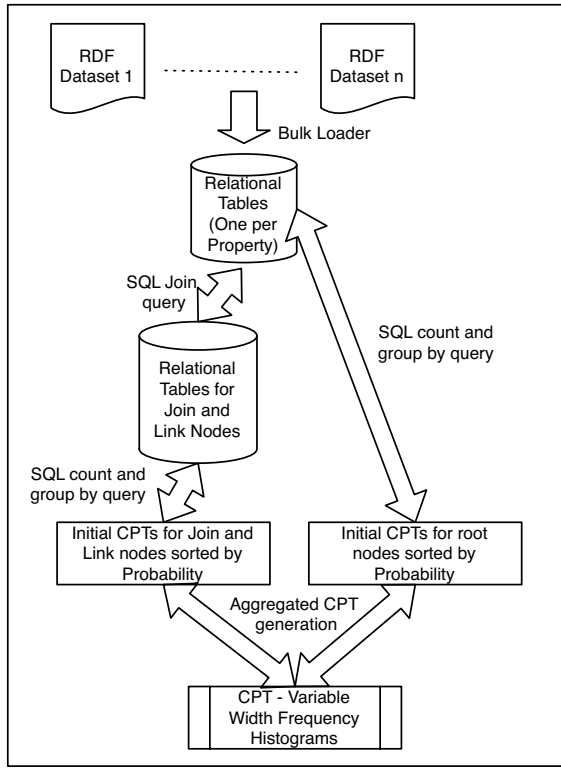 RDF
Dataset 1
RDF
Dataset n
Bulk Loader
Relational
Tables
(One per
Property)
SQL Join
query
SQL count and
group by query
Relational
Tables for
Join and
Link Nodes
SQL count and
group by query
Initial CPTs for Join and
Link nodes sorted by
Probability
Initial CPTs for root
nodes sorted by
Probability
Aggregated CPT
generation
CPT - Variable
Width Frequency
Histograms